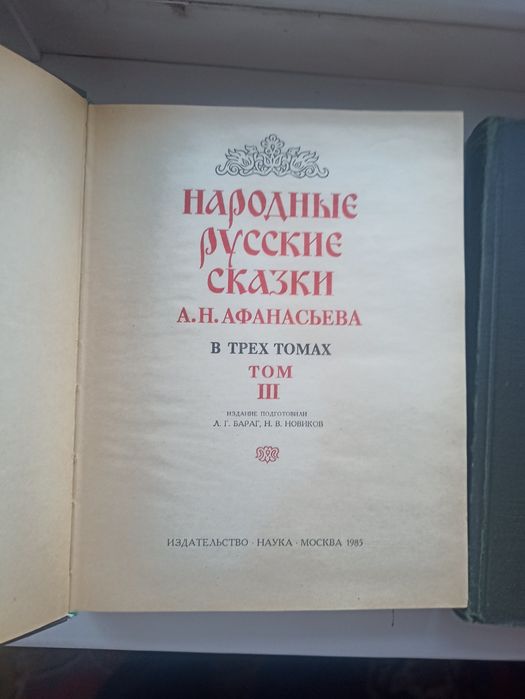 НАРОДНЫЕ
РУССКИЕ
СКАЗКИ
А.Н.АФАНАСЬЕВА
В ТРЕХ ТОМАХ
ТОМ
III
ИЗДАНИЕ ПОДГОТОВИЛИ
Л. Г. БАРАГ, Н. В. НОВИКОВ
ИЗДАТЕЛЬСТВО · НАУКА · МОСКВА 1985